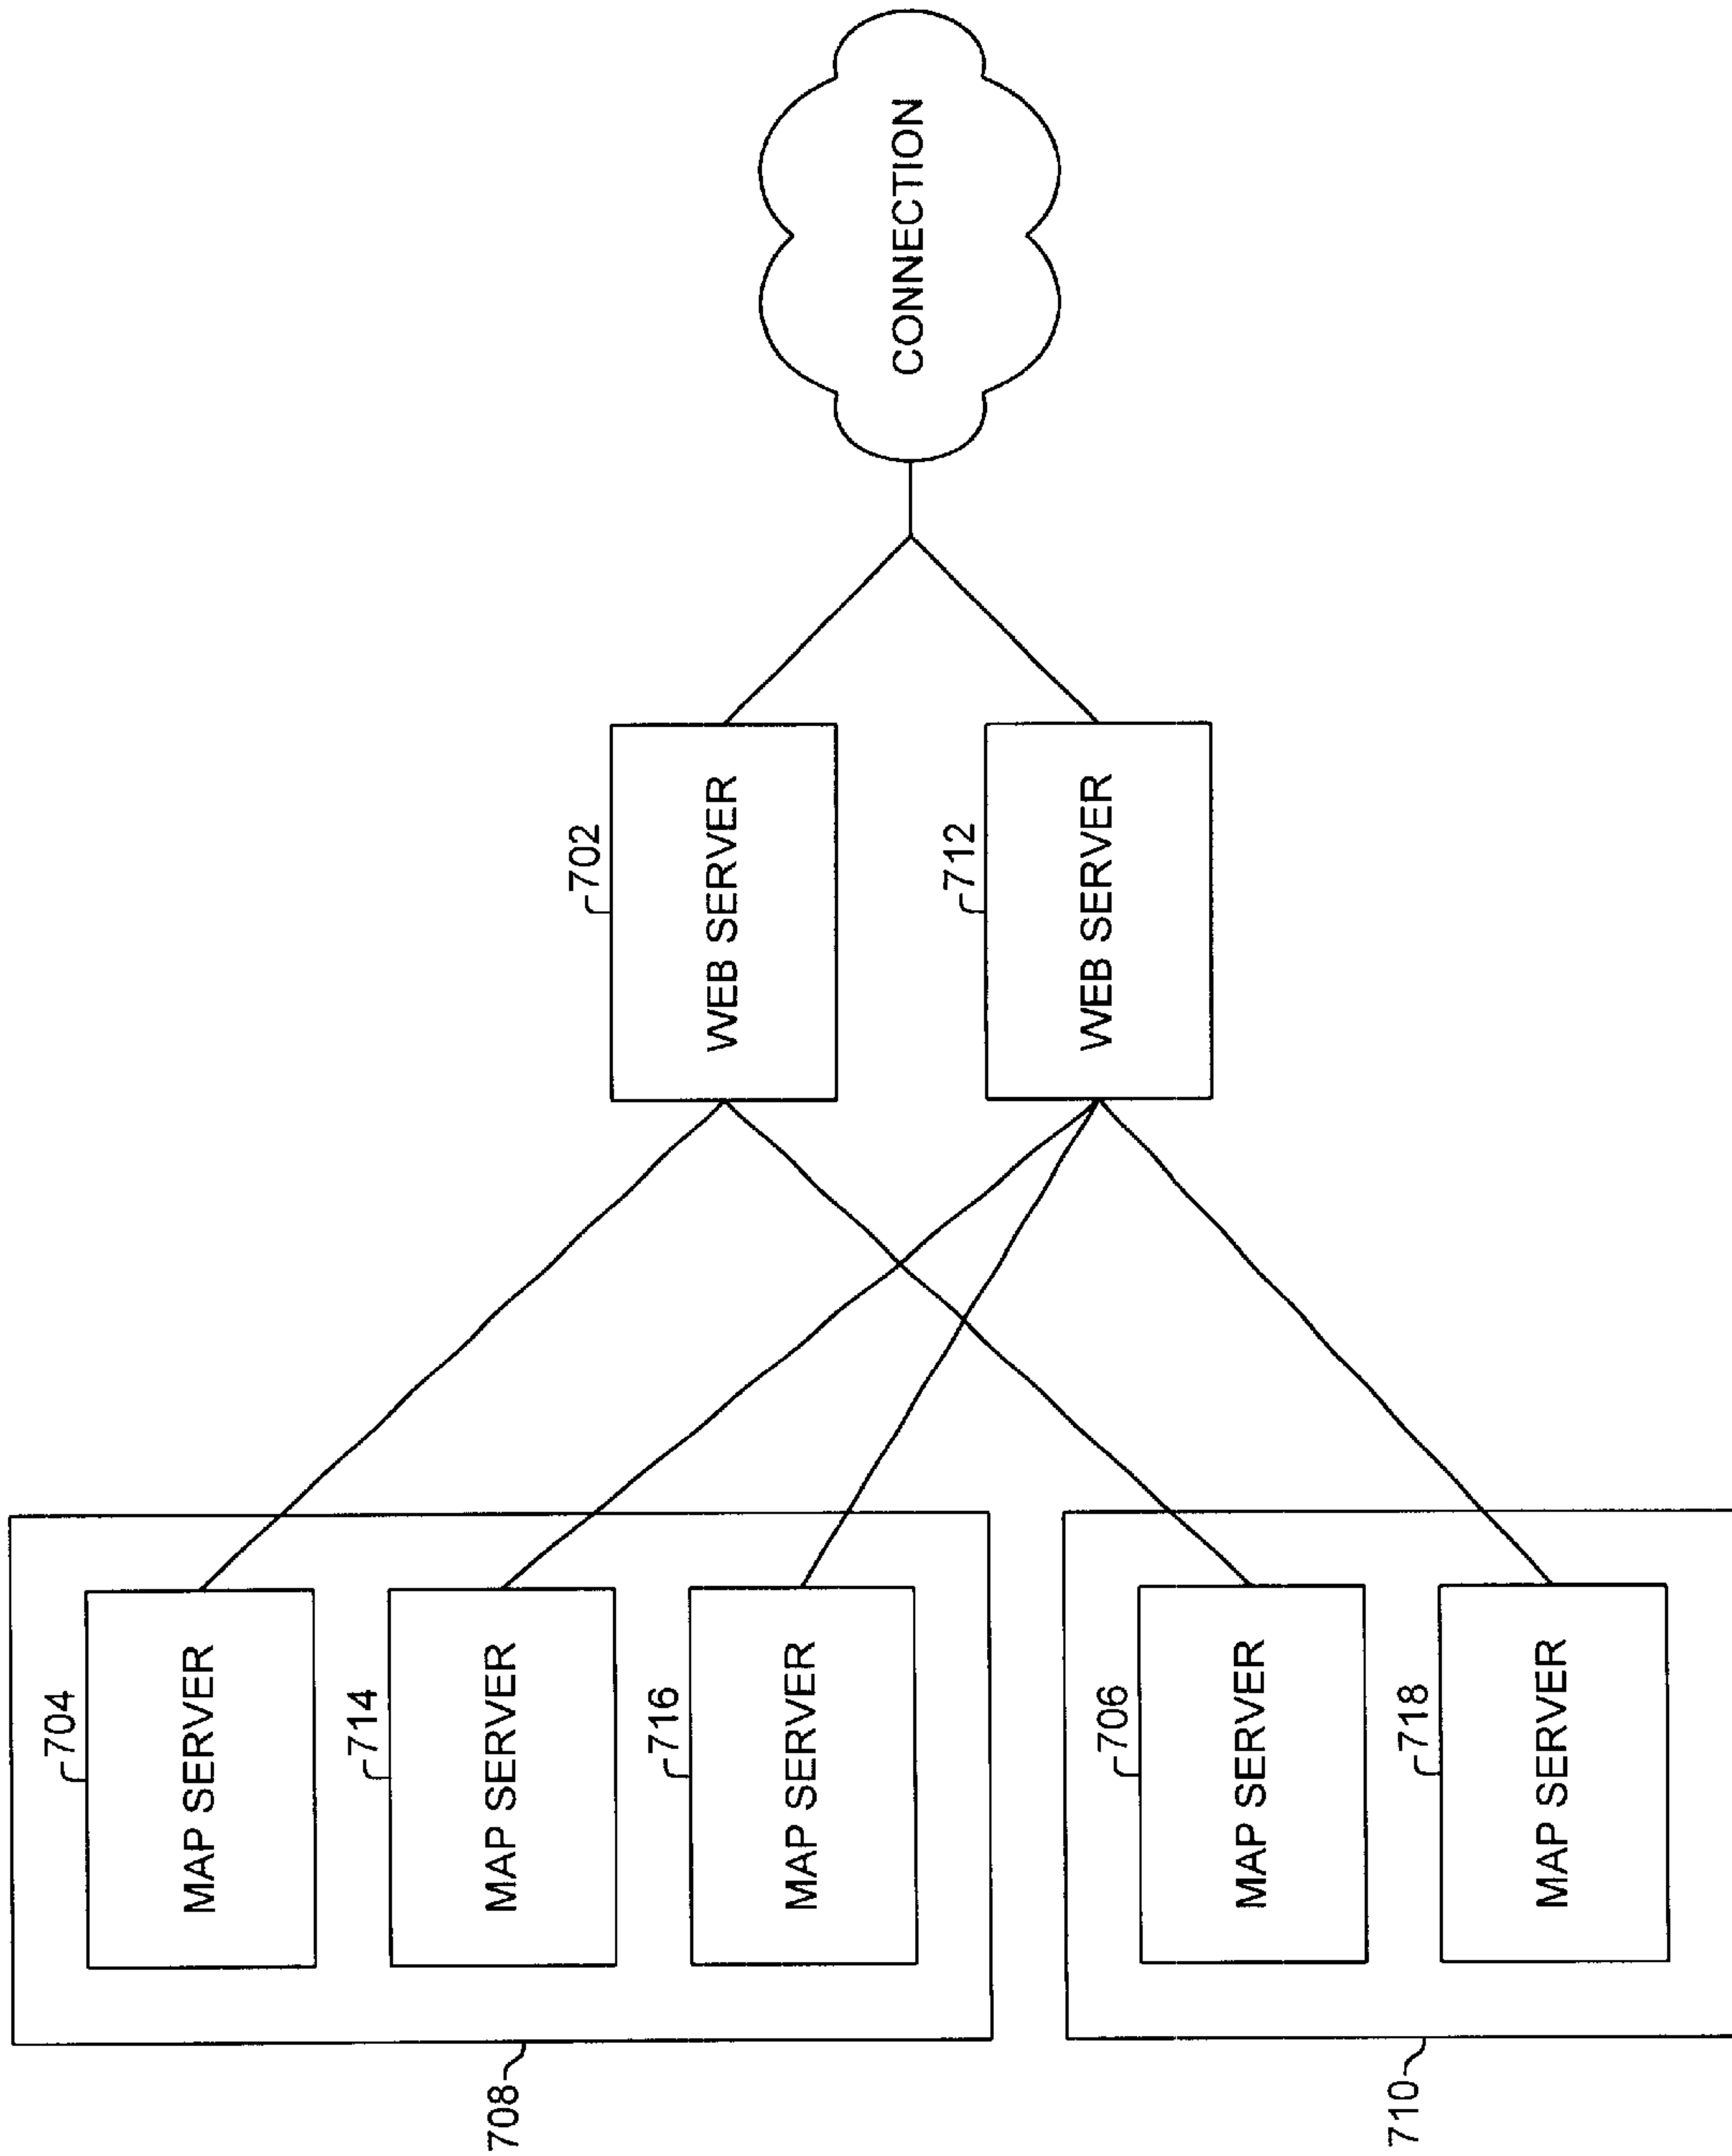 708
704
MAP SERVER
714
MAP SERVER
716
MAP SERVER
710
706
MAP SERVER
718
MAP SERVER
702
WEB SERVER
712
WEB SERVER
CONNECTION